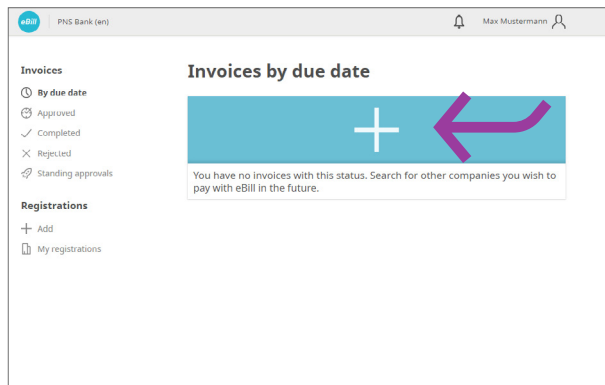 eBill PNS Bank (en) Max Mustermann
Invoices
By due date
Approved
Completed
Rejected
Standing approvals
Registrations
Add
My registrations
Invoices by due date
You have no invoices with this status. Search for other companies you wish to
pay with eBill in the future.